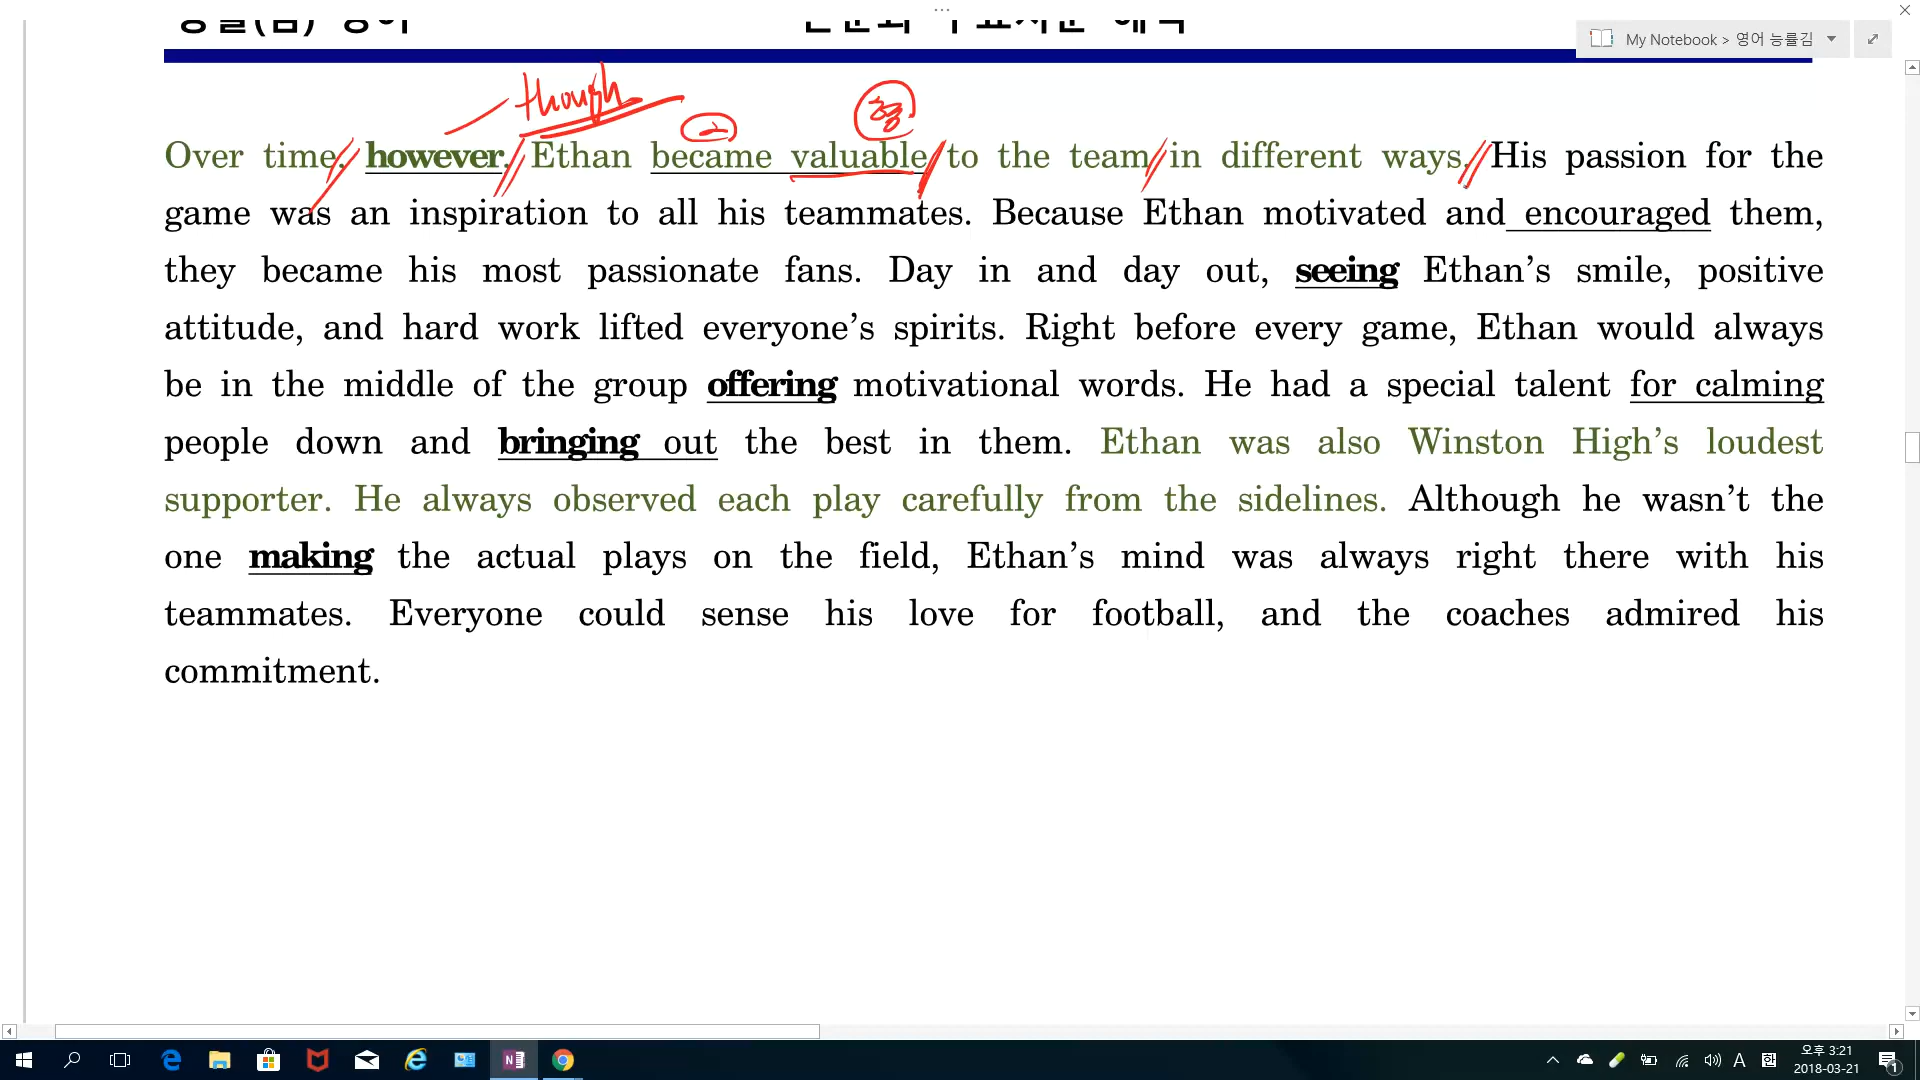 My Notebook > 영어 능률김
though
2
형
Over time, however, Ethan became valuable to the team in different ways. His passion for the
game was an inspiration to all his teammates. Because Ethan motivated and encouraged them,
they became his most passionate fans. Day in and day out, seeing Ethan's smile, positive
attitude, and hard work lifted everyone's spirits. Right before every game, Ethan would always
be in the middle of the group offering motivational words. He had a special talent for calming
people down and bringing out the best in them. Ethan was also Winston High's loudest
supporter. He always observed each play carefully from the sidelines. Although he wasn't the
one making the actual plays on the field, Ethan's mind was always right there with his
teammates. Everyone could sense his love for football, and the coaches admired his
commitment.
A 한 오후 3:21
2018-03-21
1